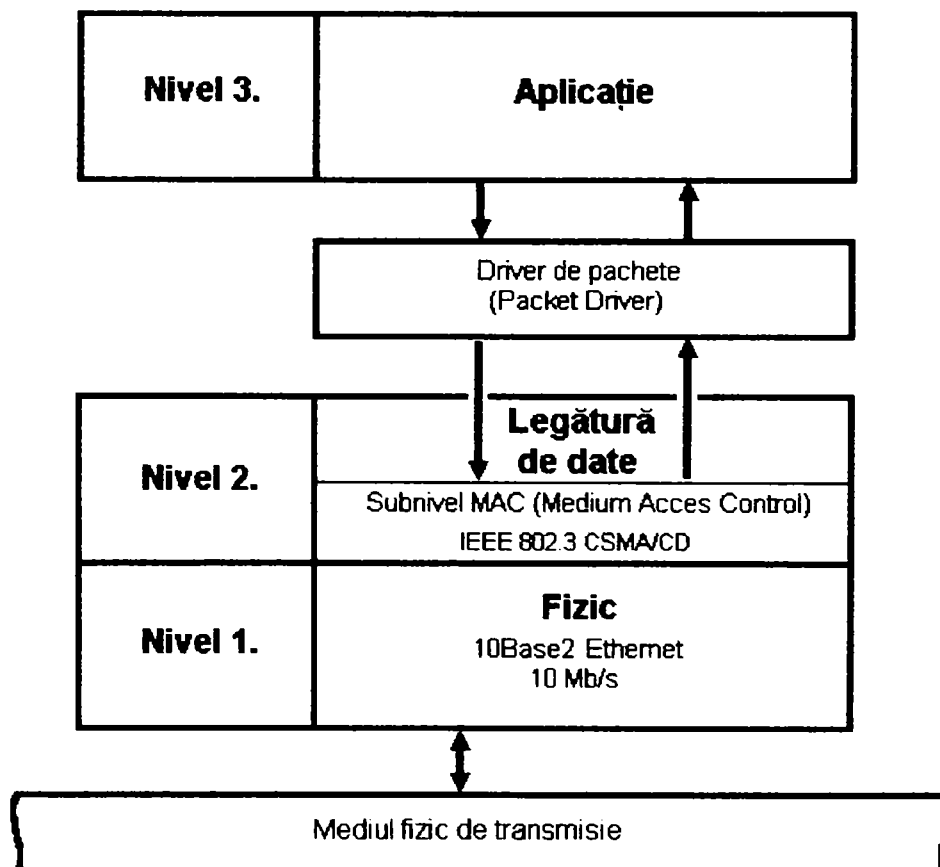 Nivel 3.
Aplicație
Driver de pachete
(Packet Driver)
Nivel 2.
Legătură
de date
Subnivel MAC (Medium Acces Control)
IEEE 802.3 CSMA/CD
Nivel 1.
Fizic
10Base2 Ethernet
10 Mb/s
Mediul fizic de transmisie